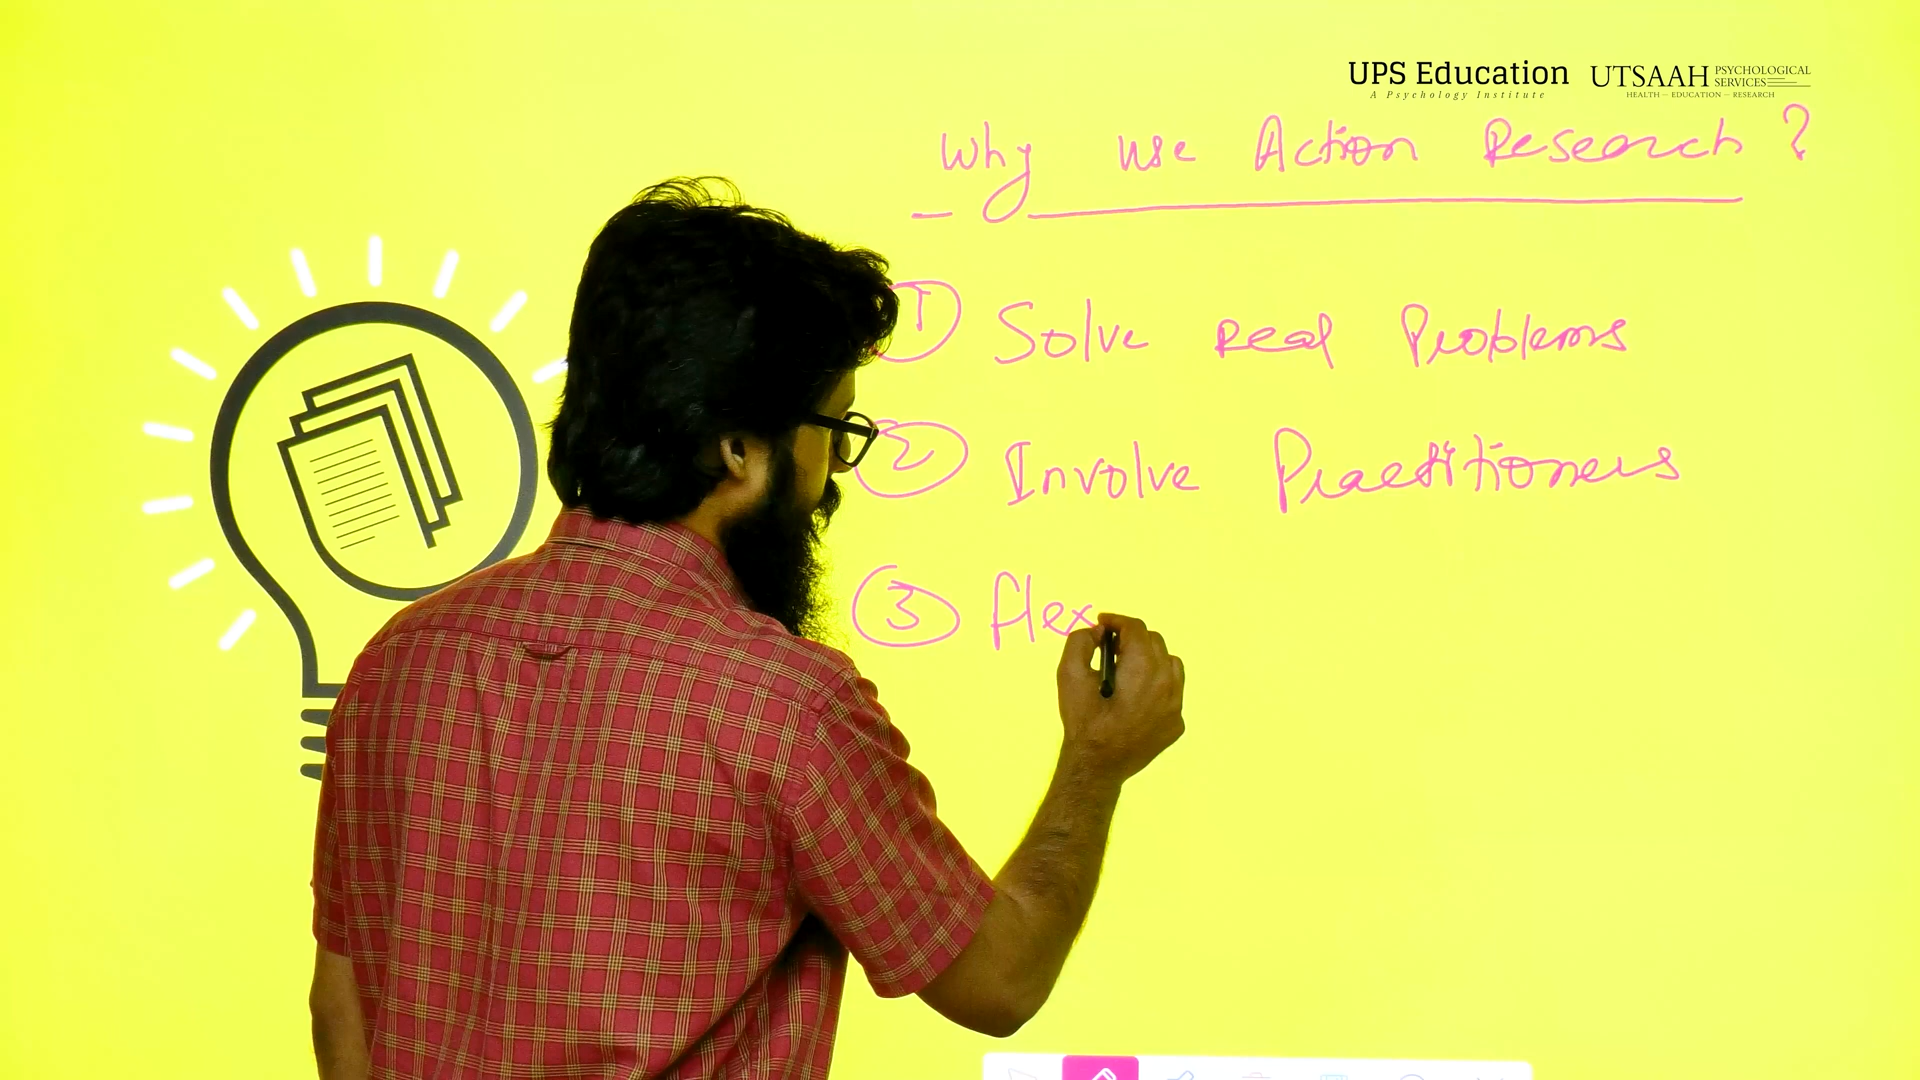 UPS Education
A Psychology Institute
UTSAAH PSYCHOLOGICAL SERVICES
HEALTH — EDUCATION — RESEARCH
Why use Action Research ?
1 Solve Real Problems
2 Involve Practitioners
3 flex